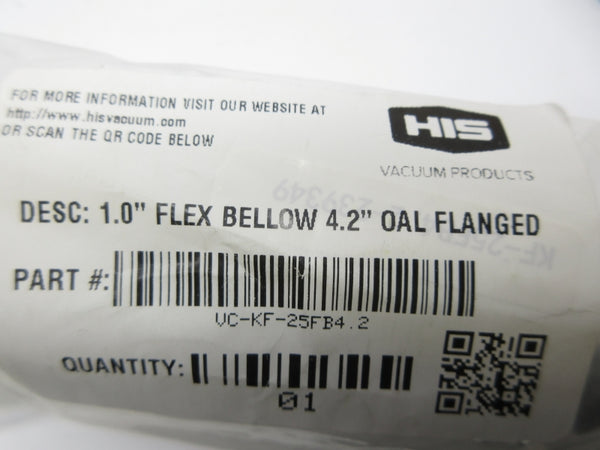 FOR MORE INFORMATION VISIT OUR WEBSITE AT
http://www.hisvacuum.com
OR SCAN THE QR CODE BELOW
HIS
VACUUM PRODUCTS
DESC: 1.0" FLEX BELLOW 4.2" OAL FLANGED
PART #:
VC-KF-25FB4.2
QUANTITY:
01